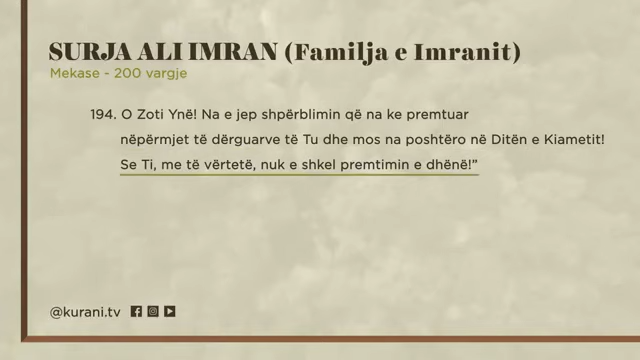 SURJA ALI IMRAN (Familja e Imranit)
Mekase - 200 vargje
194. O Zoti Ynë! Na e jep shpërblimin që na ke premtuar
nëpërmjet të dërguarve të Tu dhe mos na poshtëro në Ditën e Kiametit!
Se Ti, me të vërtetë, nuk e shkel premtimin e dhënë!”
@kurani.tv